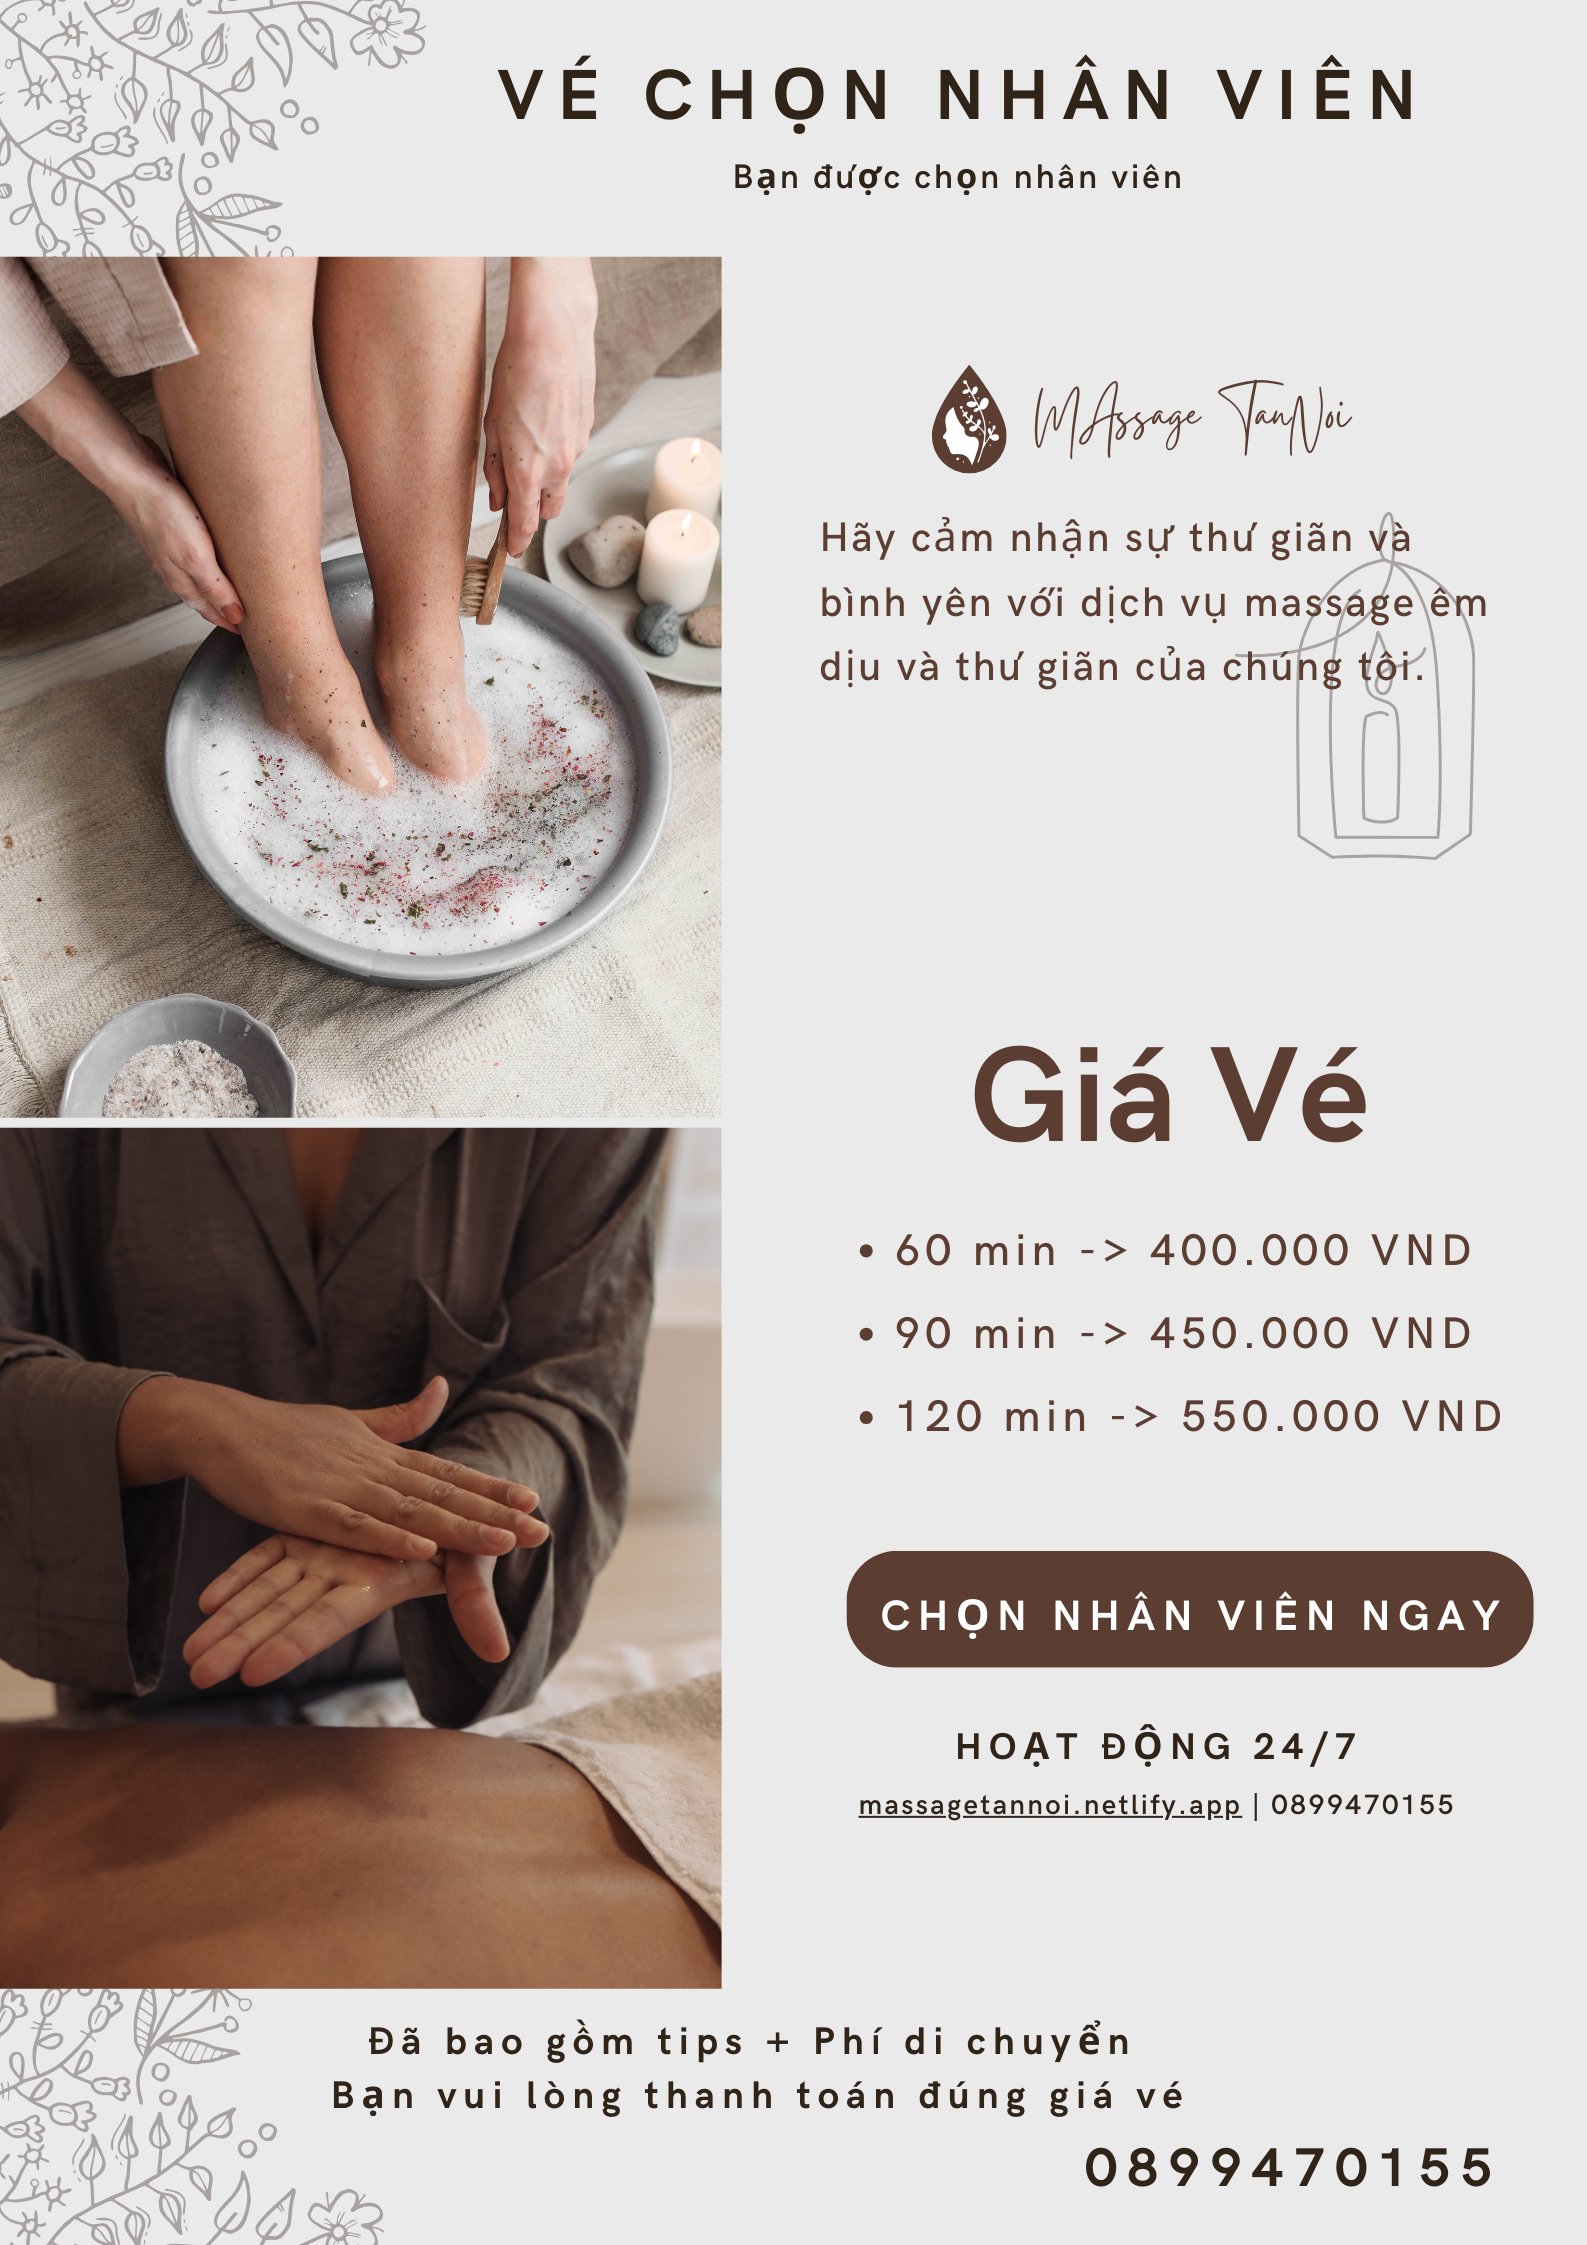 VÉ CHỌN NHÂN VIÊN
Bạn được chọn nhân viên
MAssage TanNoi
Hãy cảm nhận sự thư giãn và
bình yên với dịch vụ massage êm
dịu và thư giãn của chúng tôi.
Giá Vé
• 60 min -> 400.000 VND
• 90 min -> 450.000 VND
• 120 min -> 550.000 VND
CHỌN NHÂN VIÊN NGAY
HOẠT ĐỘNG 24/7
massagetannoi.netlify.app | 0899470155
Đã bao gồm tips + Phí di chuyển
Bạn vui lòng thanh toán đúng giá vé
0899470155